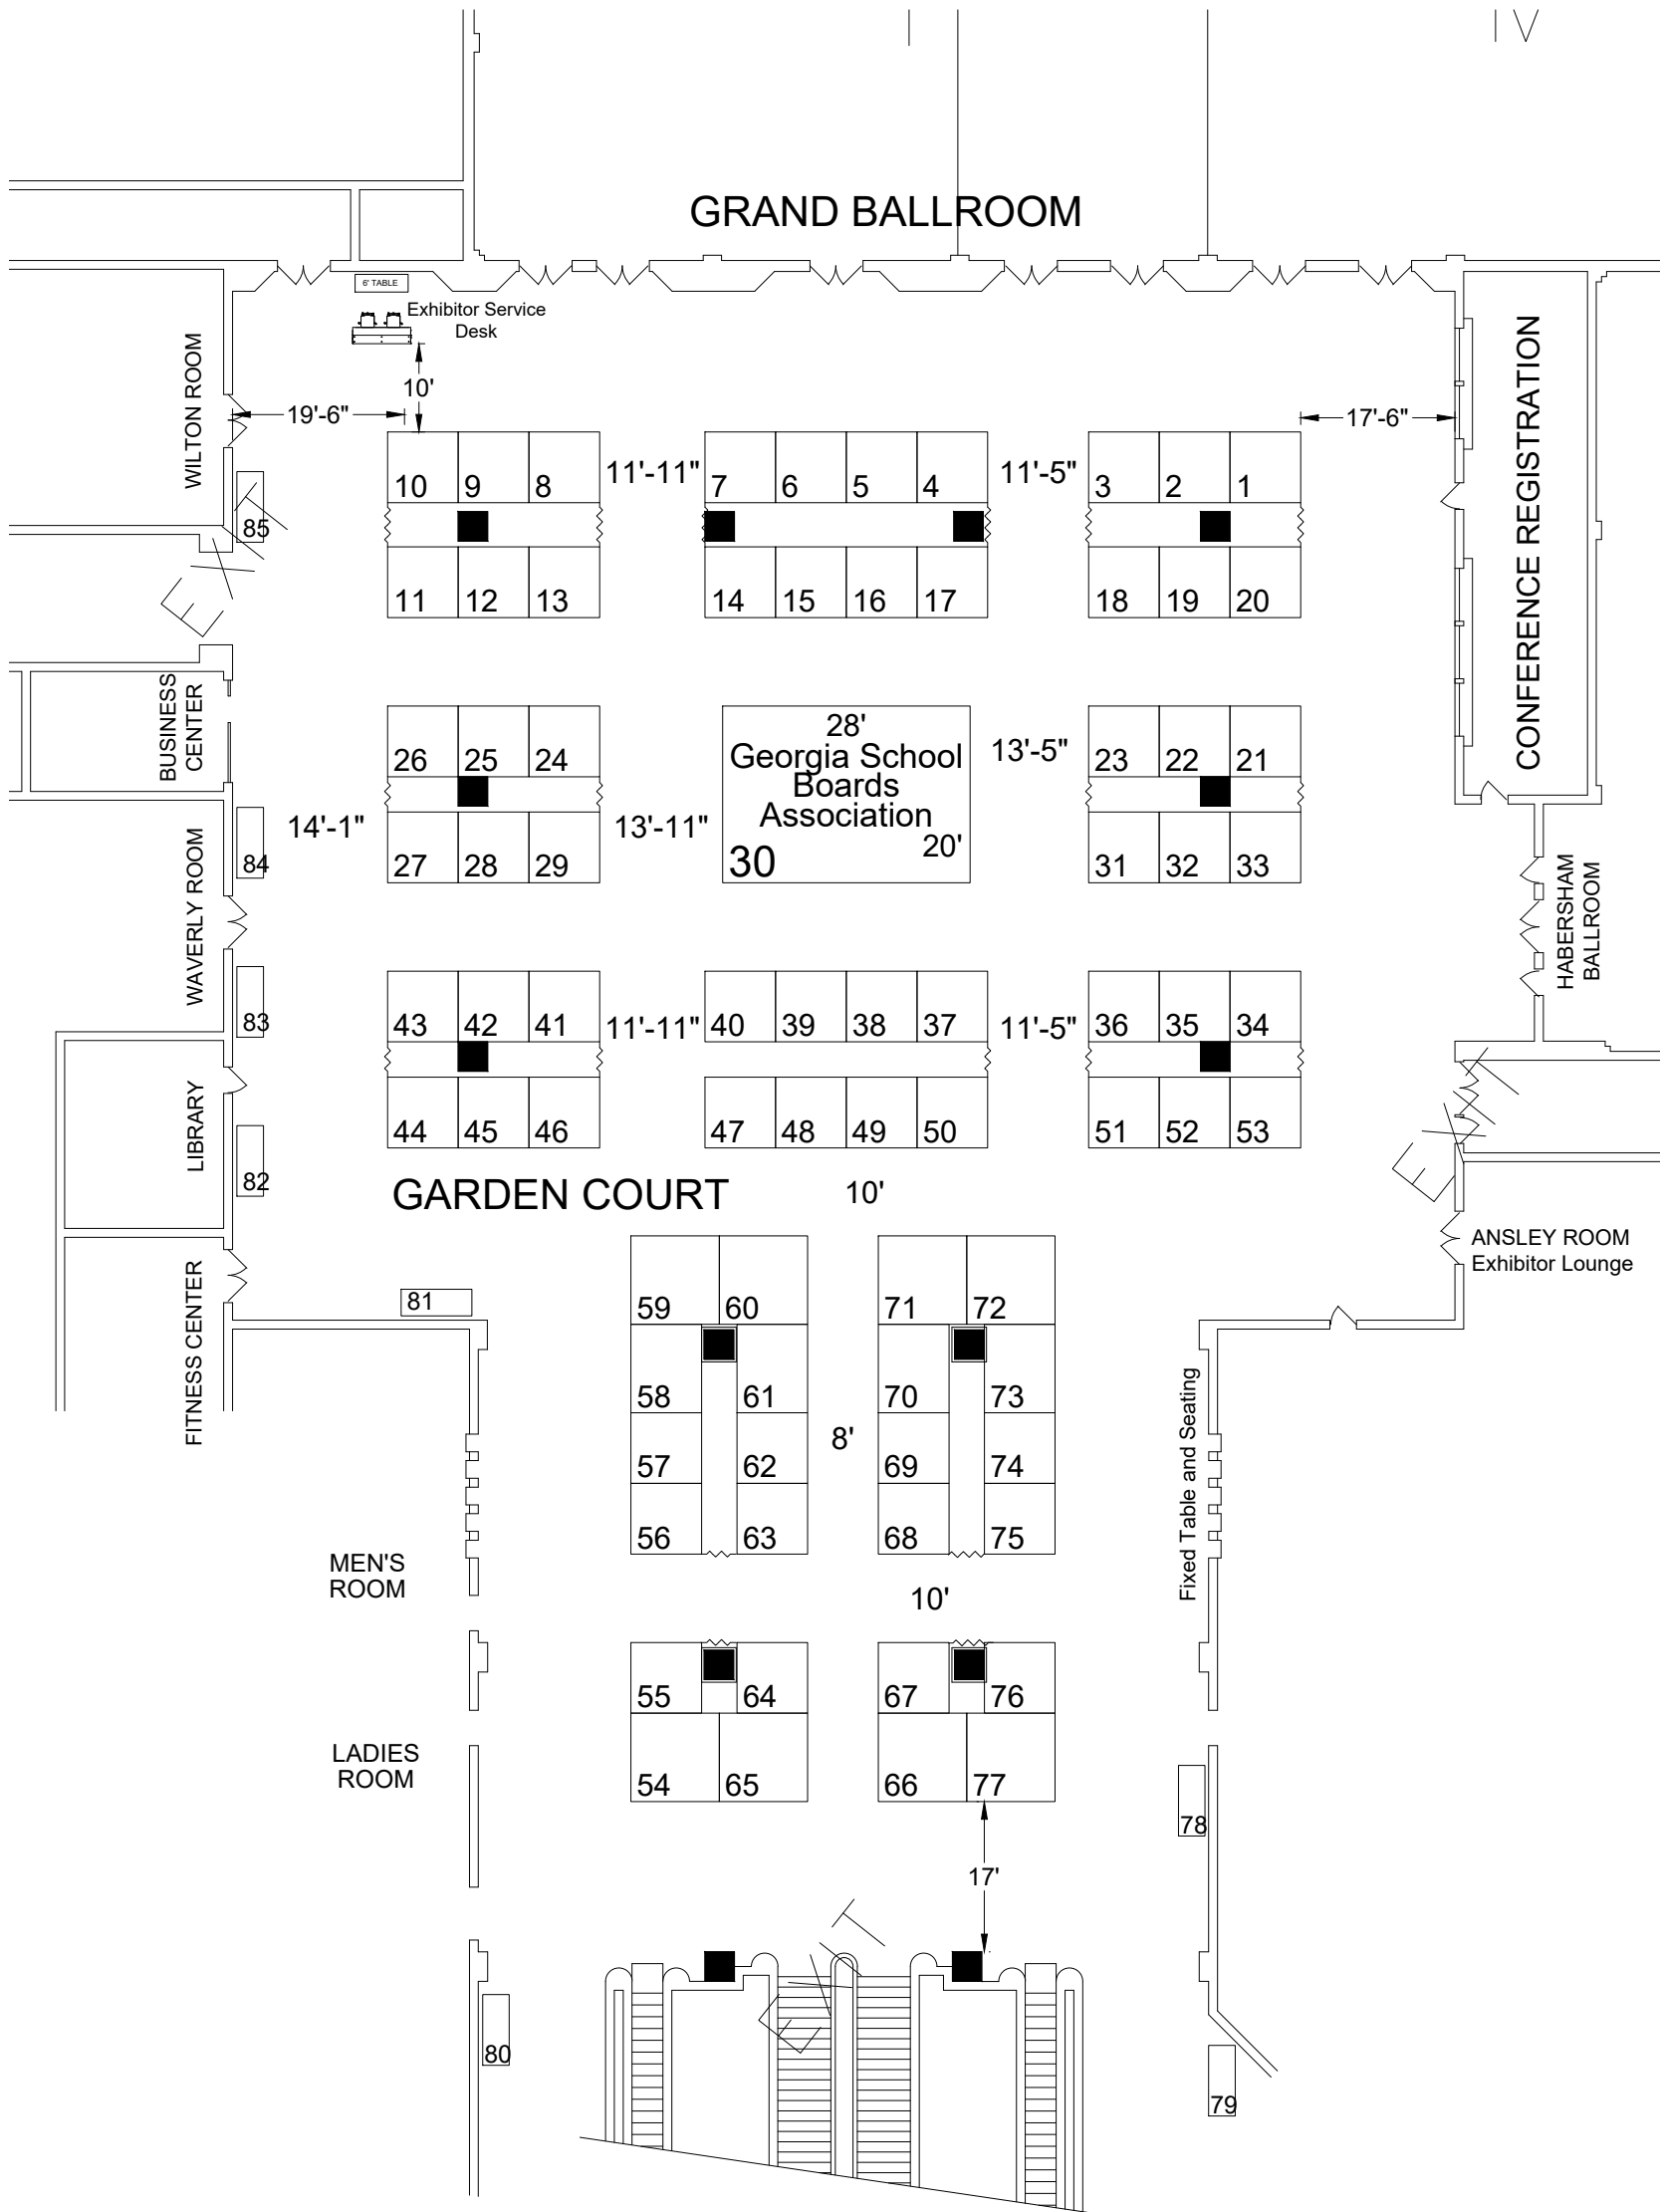 IV
GRAND BALLROOM
6' TABLE
Exhibitor Service
Desk
10'
19'-6"
17'-6"
WILTON ROOM
CONFERENCE REGISTRATION
10 9 8 11'-11" 7 6 5 4 11'-5" 3 2 1
85
EXIT
11 12 13 14 15 16 17 18 19 20
BUSINESS
CENTER
26 25 24
28'
Georgia School
Boards
Association
20'
30
13'-5"
23 22 21
14'-1"
13'-11"
84
27 28 29
31 32 33
WAVERLY ROOM
HABERSHAM
BALLROOM
83
43 42 41 11'-11" 40 39 38 37 11'-5" 36 35 34
LIBRARY
44 45 46 47 48 49 50 51 52 53
EXIT
82
GARDEN COURT
10'
ANSLEY ROOM
Exhibitor Lounge
FITNESS CENTER
81
59 60 71 72
58 61 70 73
8'
57 62 69 74
56 63 68 75
Fixed Table and Seating
MEN'S
ROOM
10'
55 64 67 76
LADIES
ROOM
54 65 66 77
78
17'
EXIT
80
79